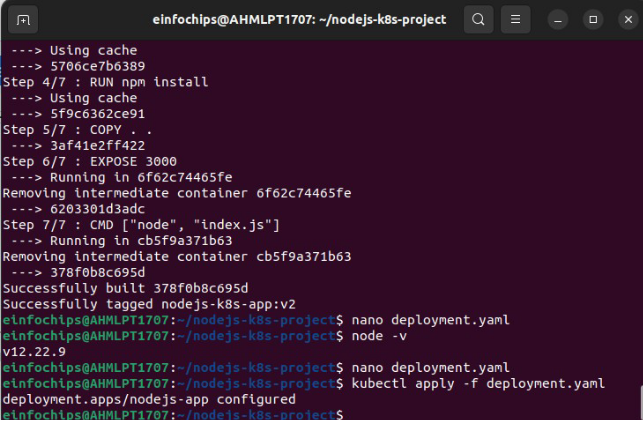 einfochips@AHMLPT1707: ~/nodejs-k8s-project
---> Using cache
---> 5706ce7b6389
Step 4/7 : RUN npm install
---> Using cache
---> 5f9c6362ce91
Step 5/7 : COPY . .
---> 3af41e2ff422
Step 6/7 : EXPOSE 3000
---> Running in 6f62c74465fe
Removing intermediate container 6f62c74465fe
---> 6203301d3adc
Step 7/7 : CMD ["node", "index.js"]
---> Running in cb5f9a371b63
Removing intermediate container cb5f9a371b63
---> 378f0b8c695d
Successfully built 378f0b8c695d
Successfully tagged nodejs-k8s-app:v2
einfochips@AHMLPT1707:~/nodejs-k8s-project$ nano deployment.yaml
einfochips@AHMLPT1707:~/nodejs-k8s-project$ node -v
v12.22.9
einfochips@AHMLPT1707:~/nodejs-k8s-project$ nano deployment.yaml
einfochips@AHMLPT1707:~/nodejs-k8s-project$ kubectl apply -f deployment.yaml
deployment.apps/nodejs-app configured
einfochips@AHMLPT1707:~/nodejs-k8s-project$